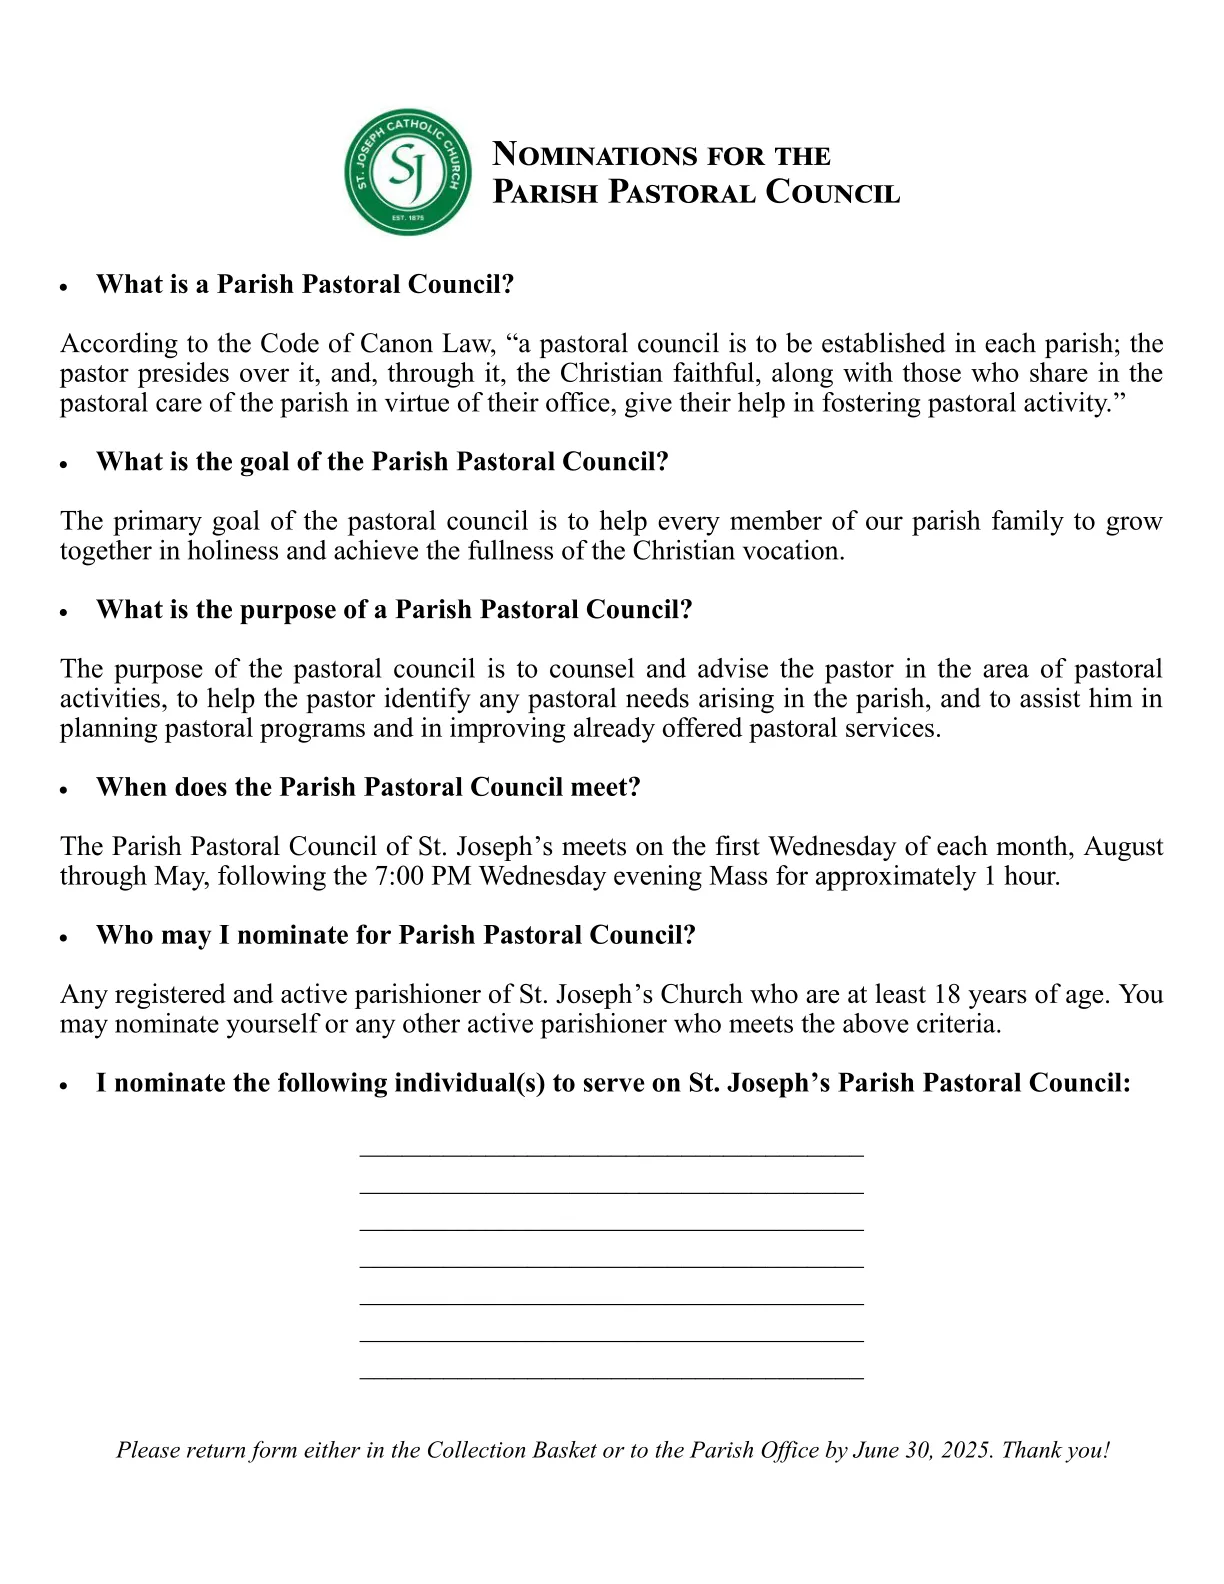 ST. JOSEPH CATHOLIC CHURCH
SJ
EST. 1875
NOMINATIONS FOR THE
PARISH PASTORAL COUNCIL
• What is a Parish Pastoral Council?
According to the Code of Canon Law, “a pastoral council is to be established in each parish; the
pastor presides over it, and, through it, the Christian faithful, along with those who share in the
pastoral care of the parish in virtue of their office, give their help in fostering pastoral activity.”
• What is the goal of the Parish Pastoral Council?
The primary goal of the pastoral council is to help every member of our parish family to grow
together in holiness and achieve the fullness of the Christian vocation.
• What is the purpose of a Parish Pastoral Council?
The purpose of the pastoral council is to counsel and advise the pastor in the area of pastoral
activities, to help the pastor identify any pastoral needs arising in the parish, and to assist him in
planning pastoral programs and in improving already offered pastoral services.
• When does the Parish Pastoral Council meet?
The Parish Pastoral Council of St. Joseph’s meets on the first Wednesday of each month, August
through May, following the 7:00 PM Wednesday evening Mass for approximately 1 hour.
• Who may I nominate for Parish Pastoral Council?
Any registered and active parishioner of St. Joseph’s Church who are at least 18 years of age. You
may nominate yourself or any other active parishioner who meets the above criteria.
• I nominate the following individual(s) to serve on St. Joseph’s Parish Pastoral Council:
Please return form either in the Collection Basket or to the Parish Office by June 30, 2025. Thank you!